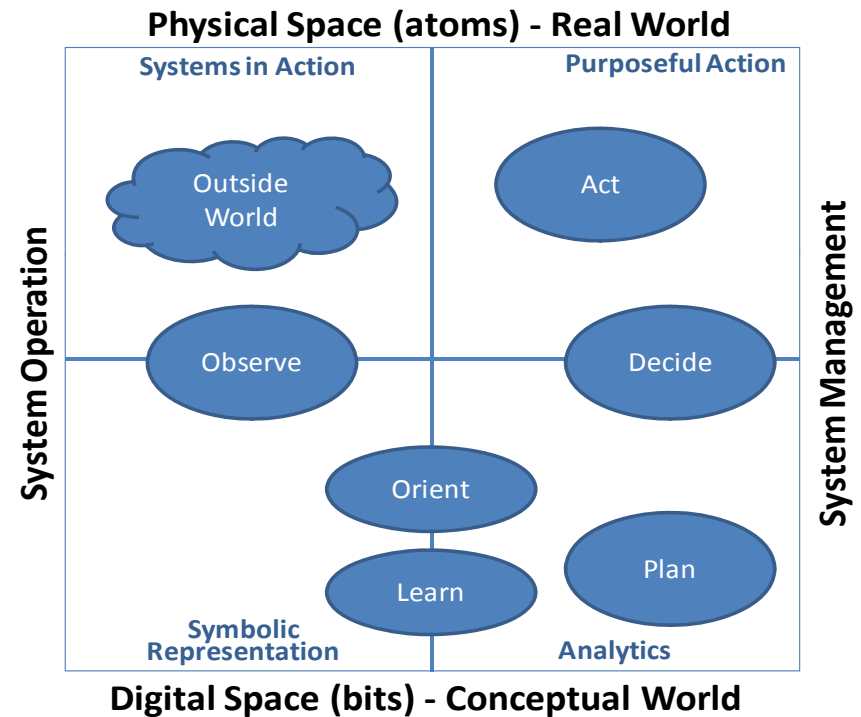 Physical Space (atoms) - Real World
Systems in Action
Purposeful Action
Outside
World
Act
System Operation
System Management
Observe
Decide
Orient
Learn
Plan
Symbolic
Representation
Analytics
Digital Space (bits) - Conceptual World